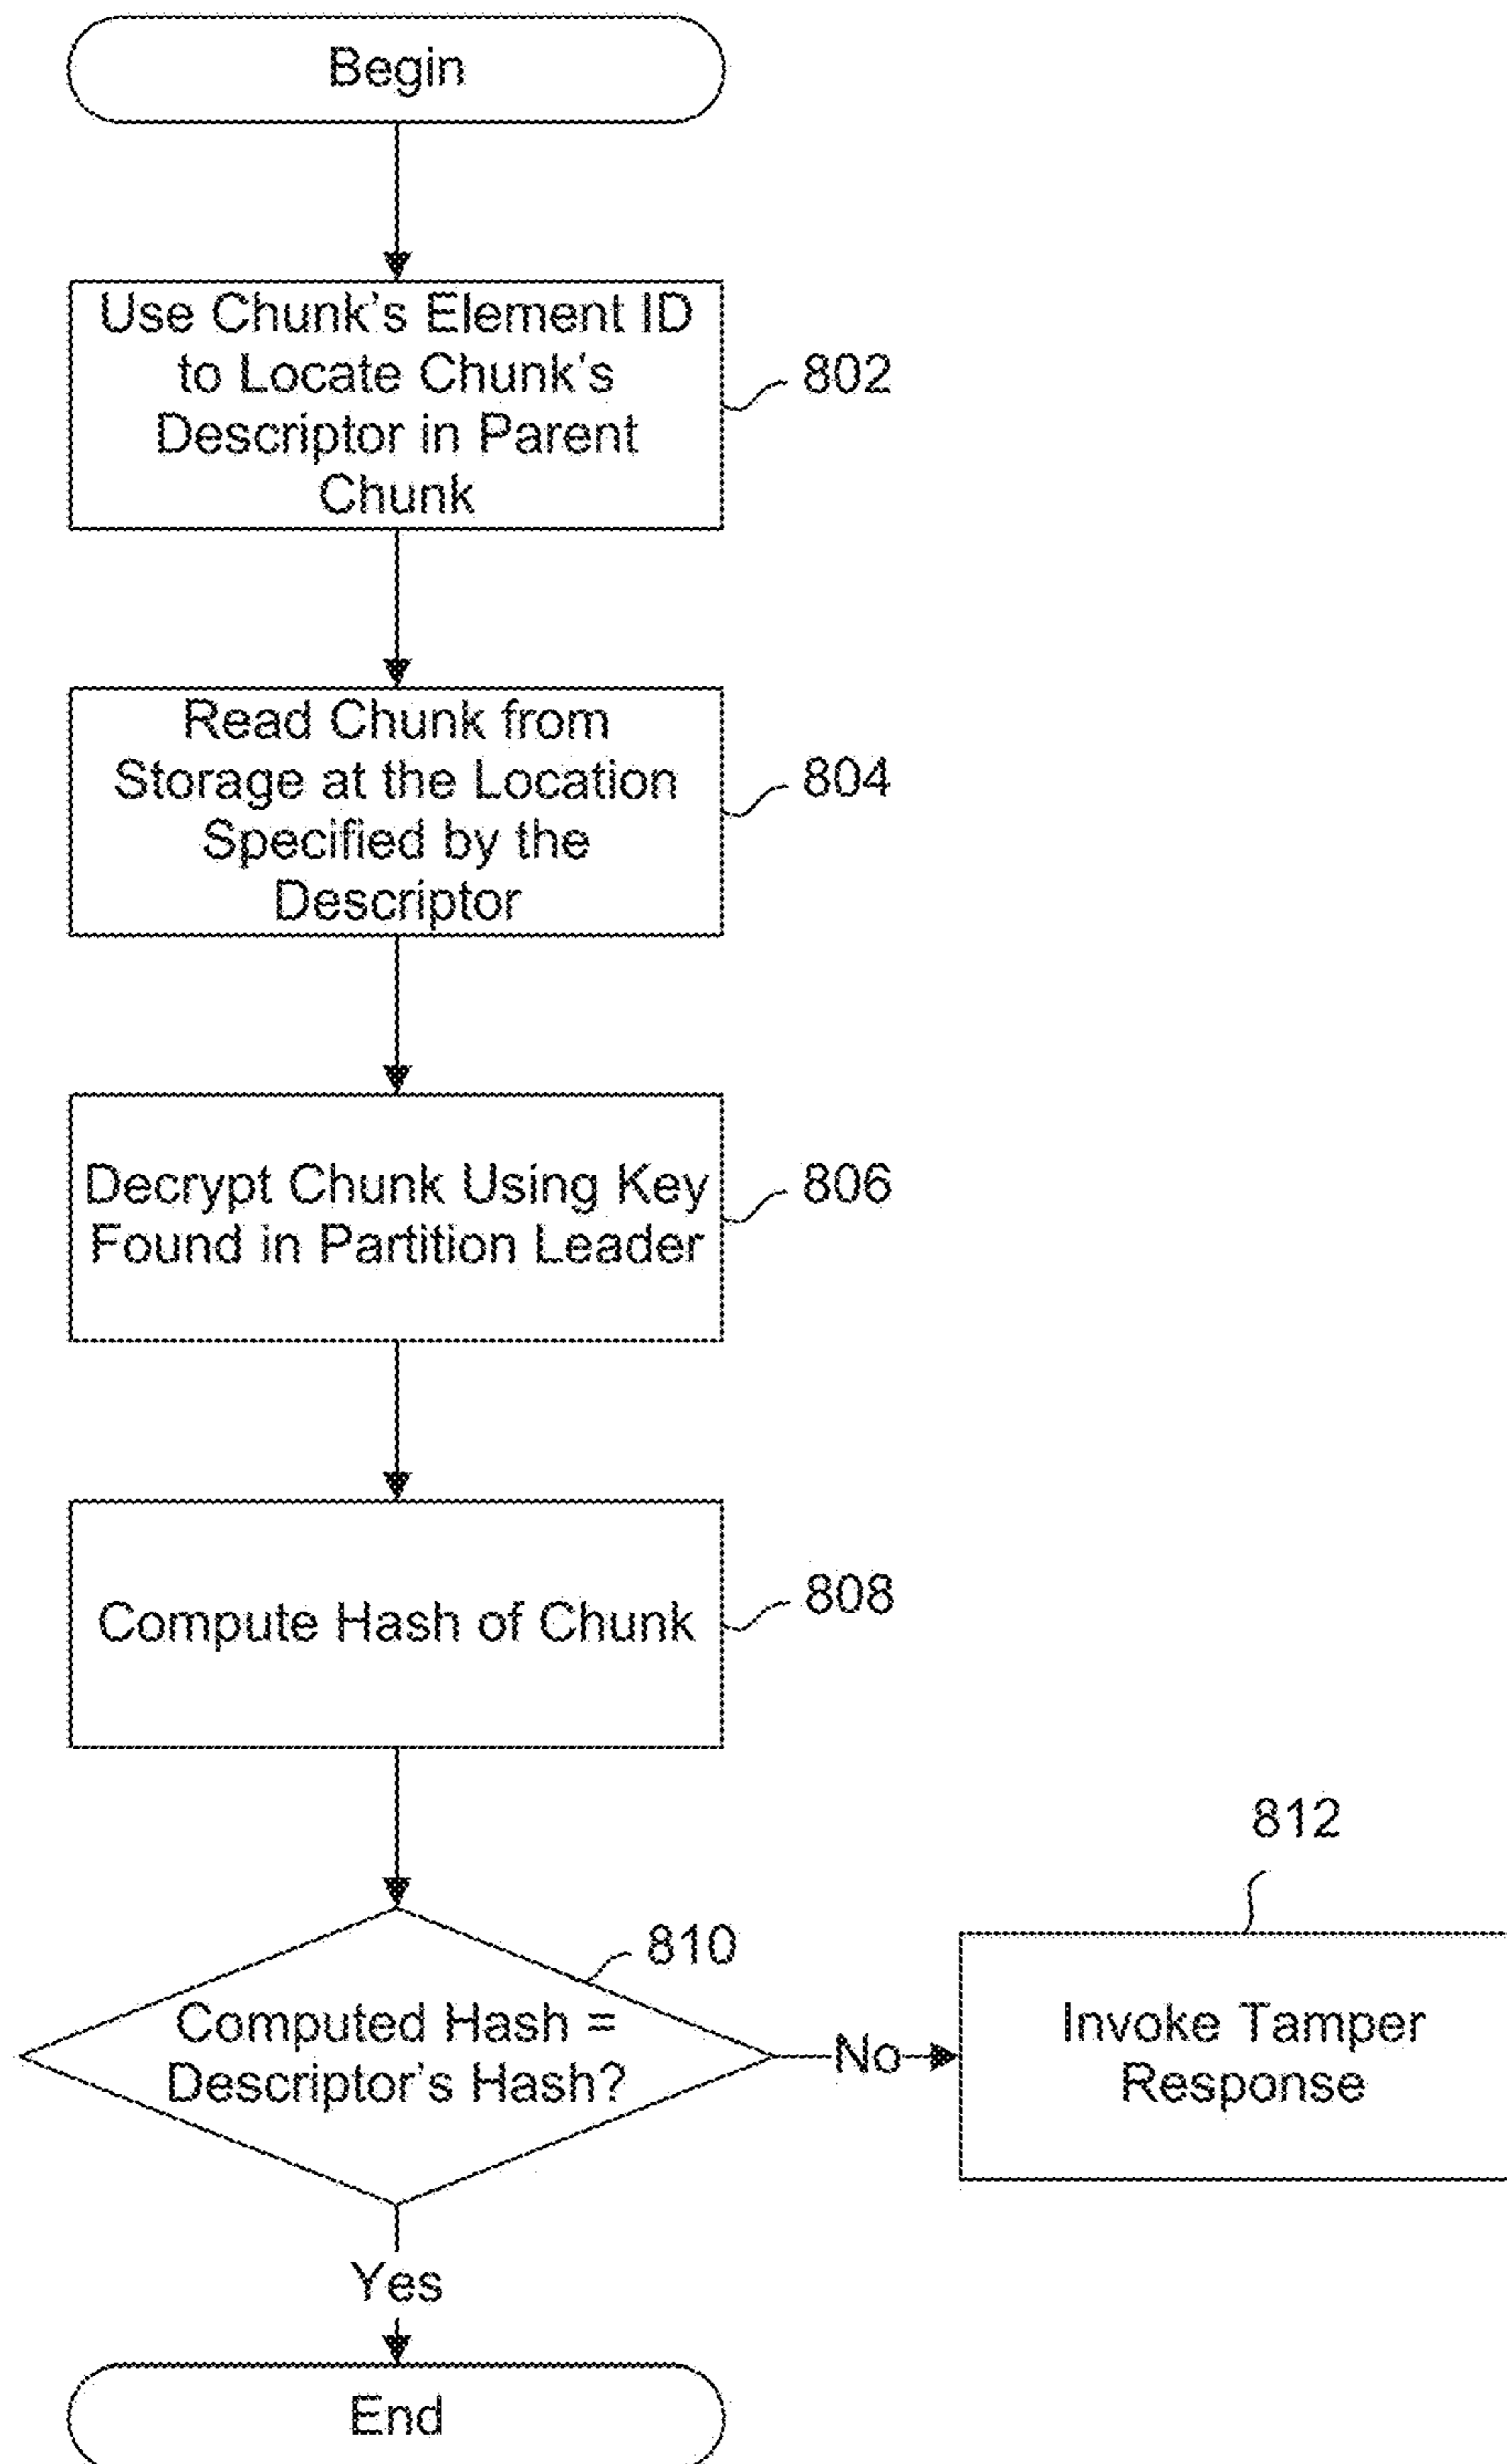 Begin
Use Chunk's Element ID
to Locate Chunk's
Descriptor in Parent
Chunk
802
Read Chunk from
Storage at the Location
Specified by the
Descriptor
804
Decrypt Chunk Using Key
Found in Partition Leader
806
Compute Hash of Chunk
808
810
Computed Hash =
Descriptor's Hash?
No
812
Invoke Tamper
Response
Yes
End